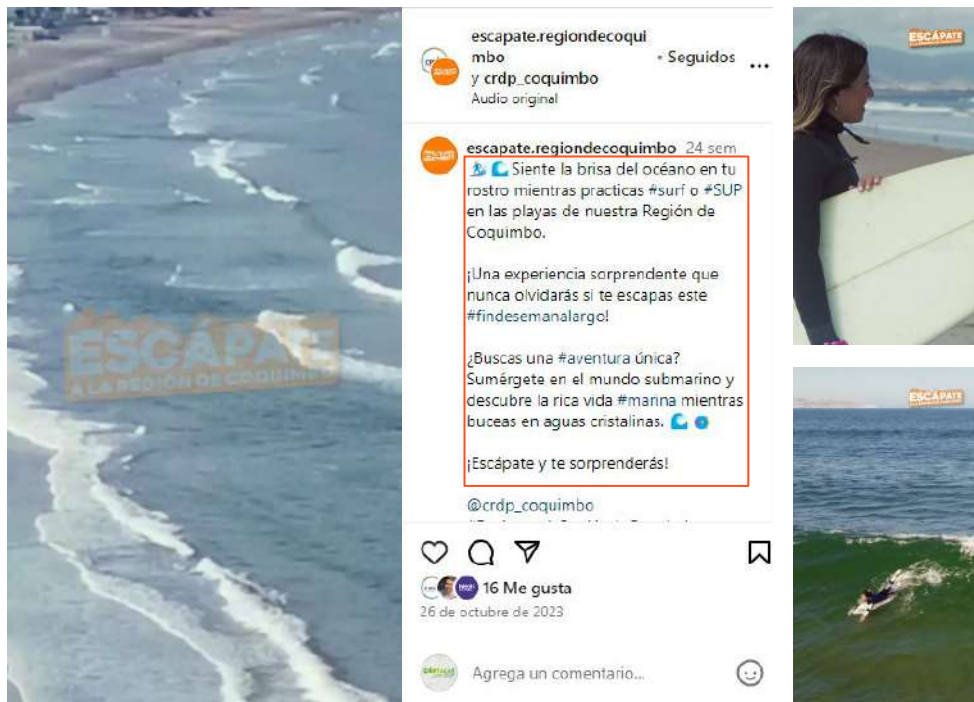 escapate.regiondecoqui
mbo
• Seguidos
y crdp_coquimbo
Audio original
escapate.regiondecoquimbo 24 sem
🏄 🌊 Siente la brisa del océano en tu
rostro mientras practicas #surf o #SUP
en las playas de nuestra Región de
Coquimbo.
¡Una experiencia sorprendente que
nunca olvidarás si te escapas este
#findesemanalargo!
¿Buscas una #aventura única?
Sumérgete en el mundo submarino y
descubre la rica vida #marina mientras
buceas en aguas cristalinas. 🌊
¡Escápate y te sorprenderás!
@crdp_coquimbo
16 Me gusta
26 de octubre de 2023
Agrega un comentario...
ESCÁPATE
A LA REGIÓN DE COQUIMBO
ESCÁPATE
ESCÁPATE